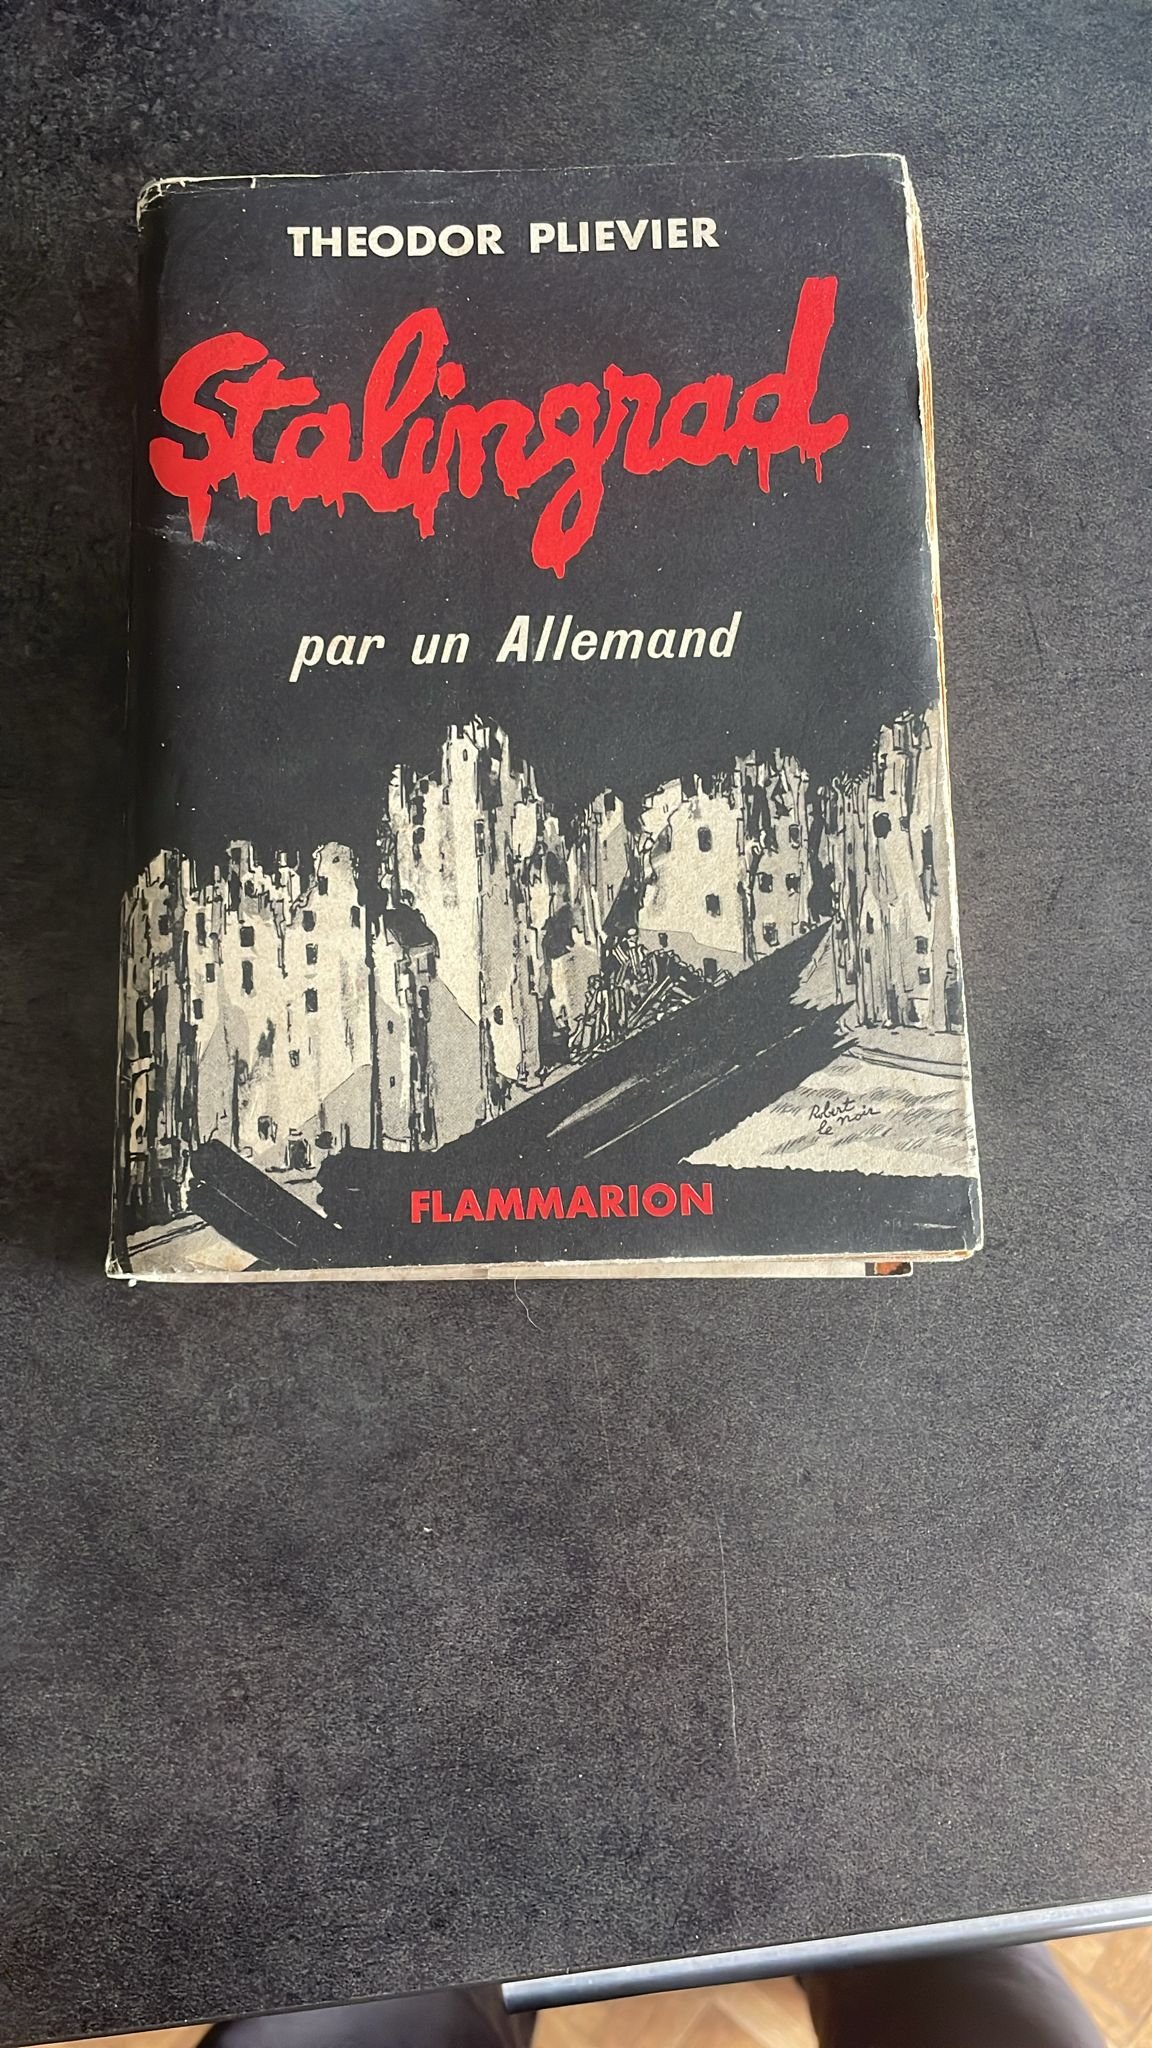 THEODOR PLIEVIER
Stalingrad
par un Allemand
Robert
le Noir
FLAMMARION